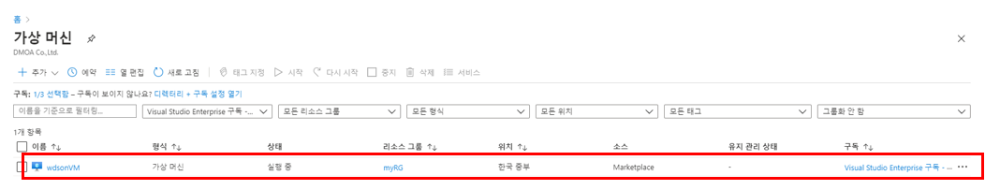 홈 >
가상 머신
DMOA Co.,Ltd.
추가 예약 열 편집 새로 고침 태그 지정 시작 다시 시작 중지 삭제 서비스
구독: 1/3 선택함 – 구독이 보이지 않나요? 디렉터리 + 구독 설정 열기
이름을 기준으로 필터링... Visual Studio Enterprise 구독 -... 모든 리소스 그룹 모든 형식 모든 위치 모든 태그 그룹화 안 함
1개 항목
이름 ↑↓ 형식 ↑↓ 상태 리소스 그룹 ↑↓ 위치 ↑↓ 소스 유지 관리 상태 구독 ↑↓
wdsonVM 가상 머신 실행 중 myRG 한국 중부 Marketplace - Visual Studio Enterprise 구독 - ... ···